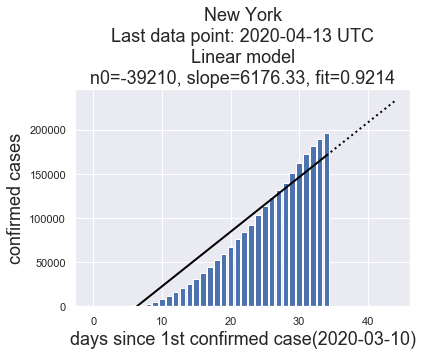 New York
Last data point: 2020-04-13 UTC
Linear model
n0=-39210, slope=6176.33, fit=0.9214
confirmed cases
200000
150000
100000
50000
0
0 10 20 30 40
days since 1st confirmed case(2020-03-10)